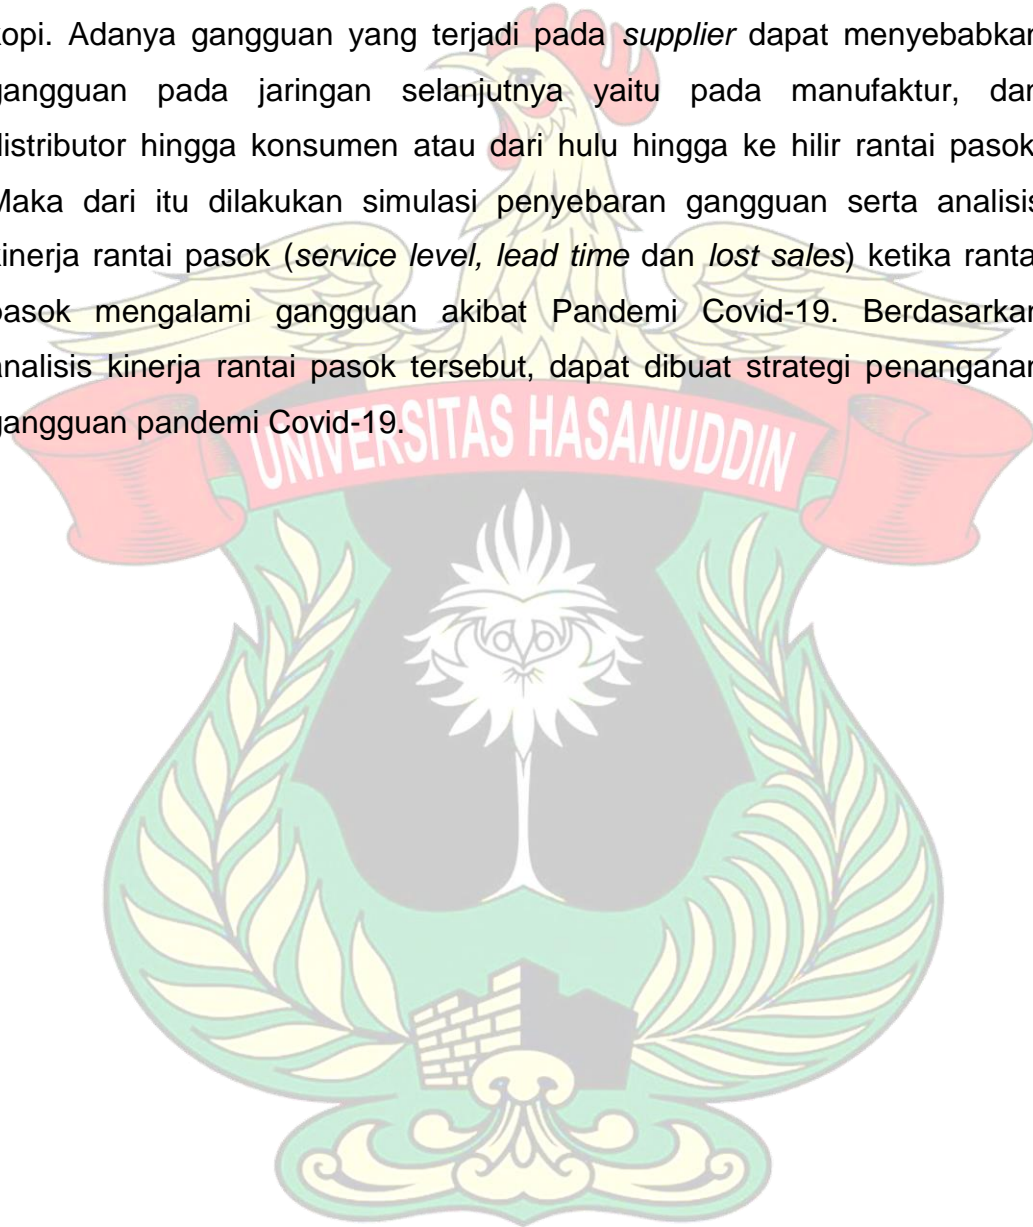 kopi. Adanya gangguan yang terjadi pada supplier dapat menyebabkan
gangguan pada jaringan selanjutnya yaitu pada manufaktur, dan
distributor hingga konsumen atau dari hulu hingga ke hilir rantai pasok
Maka dari itu dilakukan simulasi penyebaran gangguan serta analisis
kinerja rantai pasok (service level, lead time dan lost sales) ketika rantai
pasok mengalami gangguan akibat Pandemi Covid-19. Berdasarkan
analisis kinerja rantai pasok tersebut, dapat dibuat strategi penanganan
gangguan pandemi Covid-19.
UNIVERSITAS HASANUDDIN